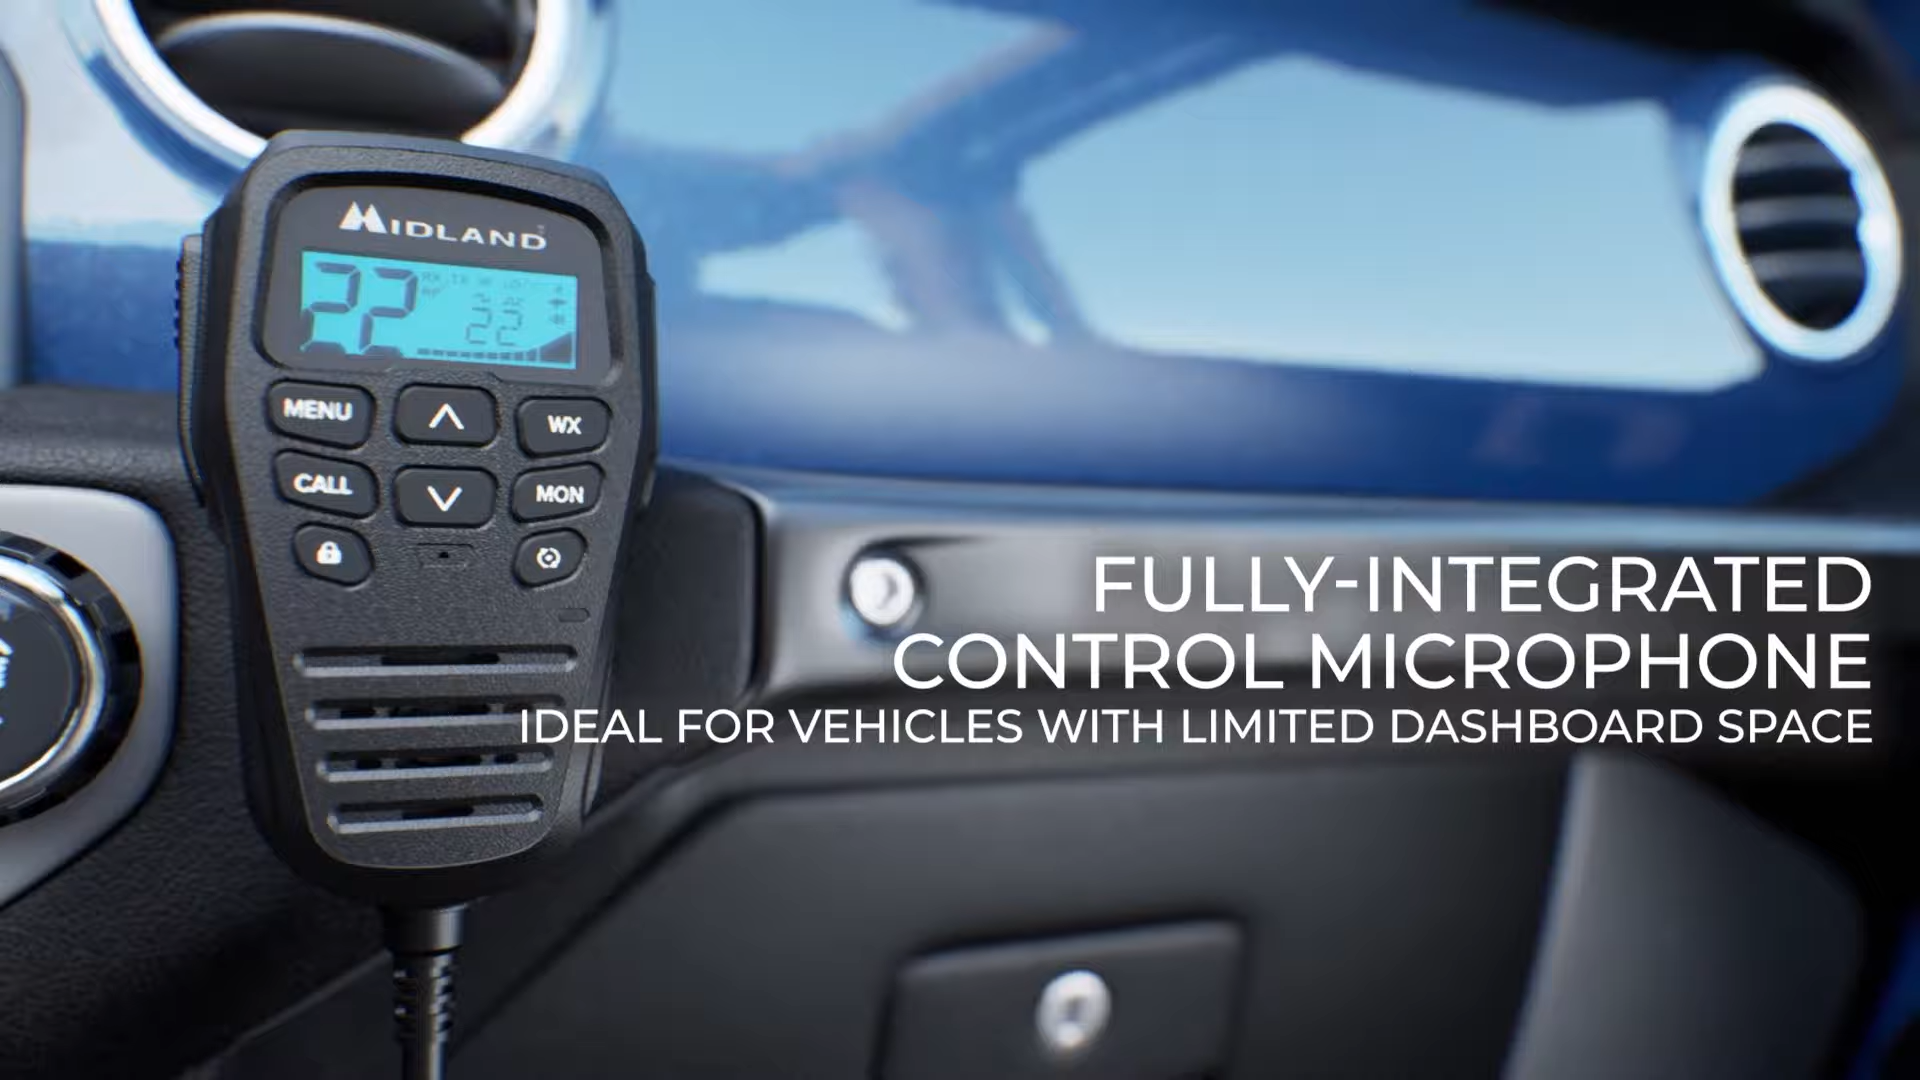 MIDLAND
22
22
MENU
WX
CALL
MON
FULLY-INTEGRATED
CONTROL MICROPHONE
IDEAL FOR VEHICLES WITH LIMITED DASHBOARD SPACE